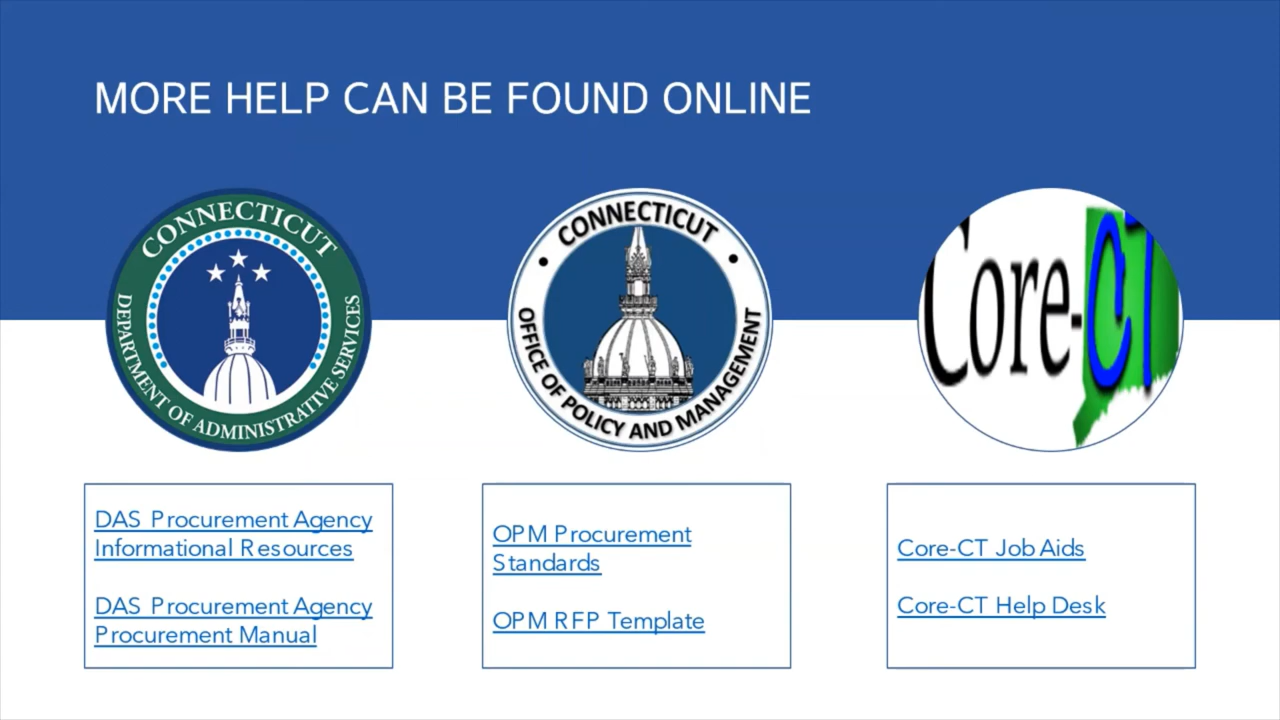 MORE HELP CAN BE FOUND ONLINE
CONNECTICUT
DEPARTMENT OF ADMINISTRATIVE SERVICES
CONNECTICUT
OFFICE OF POLICY AND MANAGEMENT
Core-CT
DAS Procurement Agency
Informational Resources
DAS Procurement Agency
Procurement Manual
OPM Procurement
Standards
OPM RFP Template
Core-CT Job Aids
Core-CT Help Desk